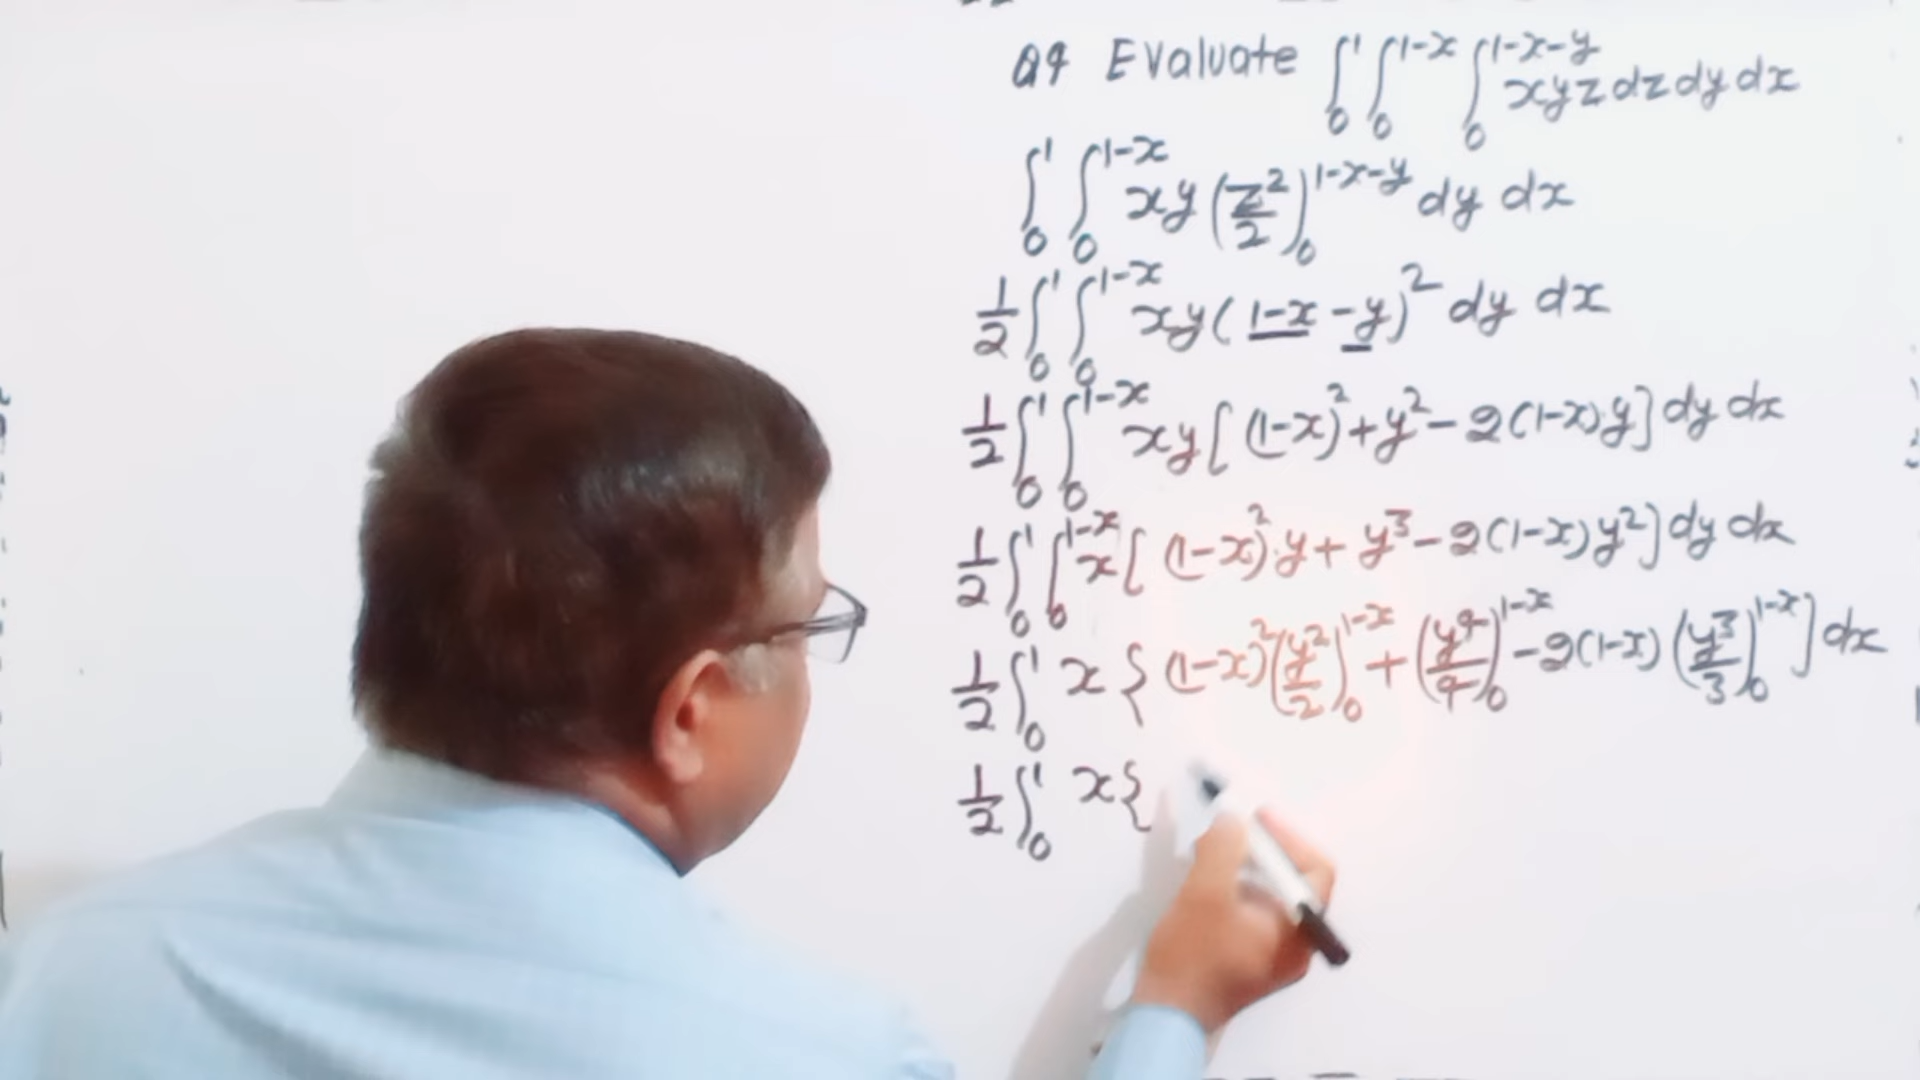 Q4 Evaluate ∫₀¹ ∫₀^{1-x} ∫₀^{1-x-y} xyz dz dy dx
∫₀¹ ∫₀^{1-x} xy (z²/2)₀^{1-x-y} dy dx
1/2 ∫₀¹ ∫₀^{1-x} xy(1-x-y)² dy dx
1/2 ∫₀¹ ∫₀^{1-x} xy[(1-x)²+y²-2(1-x)y] dy dx
1/2 ∫₀¹ ∫₀^{1-x} x[(1-x)².y+y³-2(1-x)y²] dy dx
1/2 ∫₀¹ x{(1-x)²(y²/2)₀^{1-x}+(y⁴/4)₀^{1-x}-2(1-x)(y³/3)₀^{1-x}] dx
1/2 ∫₀¹ x{